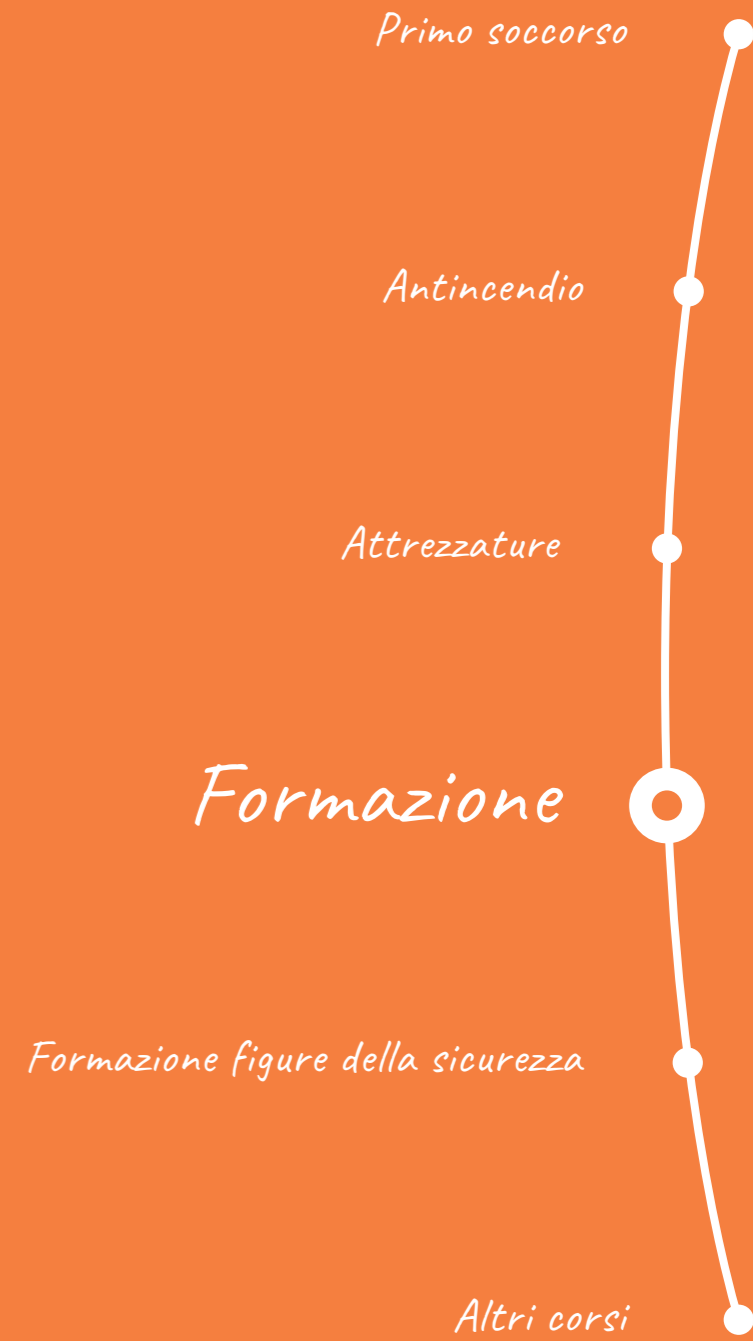 Primo soccorso
Antincendio
Attrezzature
Formazione
Formazione figure della sicurezza
Altri corsi